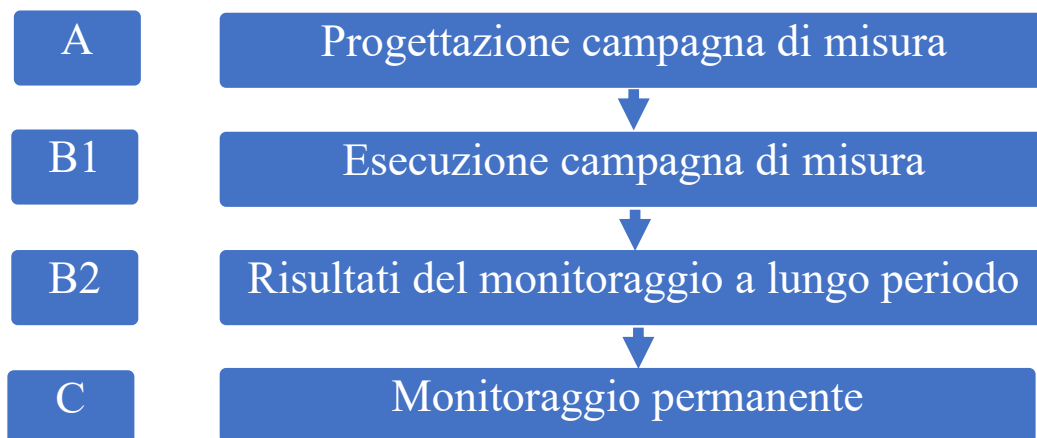 A
Progettazione campagna di misura
B1
Esecuzione campagna di misura
B2
Risultati del monitoraggio a lungo periodo
C
Monitoraggio permanente